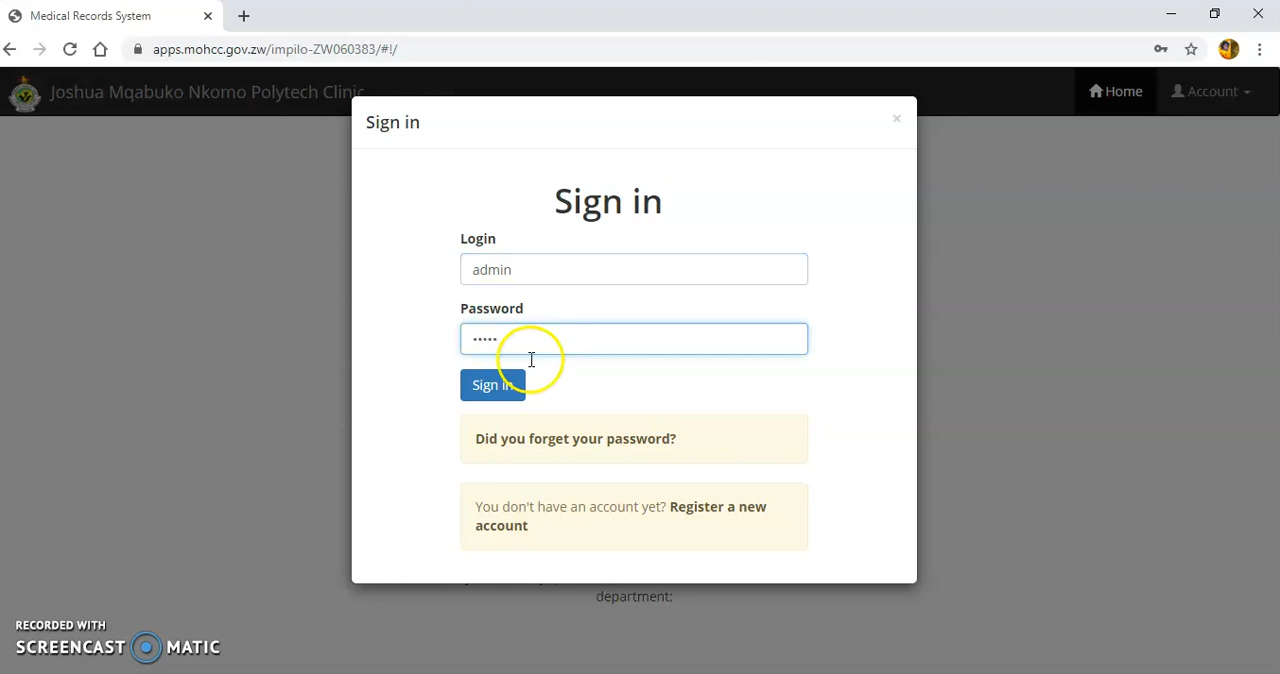 Medical Records System
apps.mohcc.gov.zw/impilo-ZW060383/#!/
Joshua Mqabuko Nkomo Polytech Clinic
Home
Account
Sign in
Sign in
Login
admin
Password
•••••
Sign in
Did you forget your password?
You don't have an account yet? Register a new
account
department:
RECORDED WITH
SCREENCAST MATIC